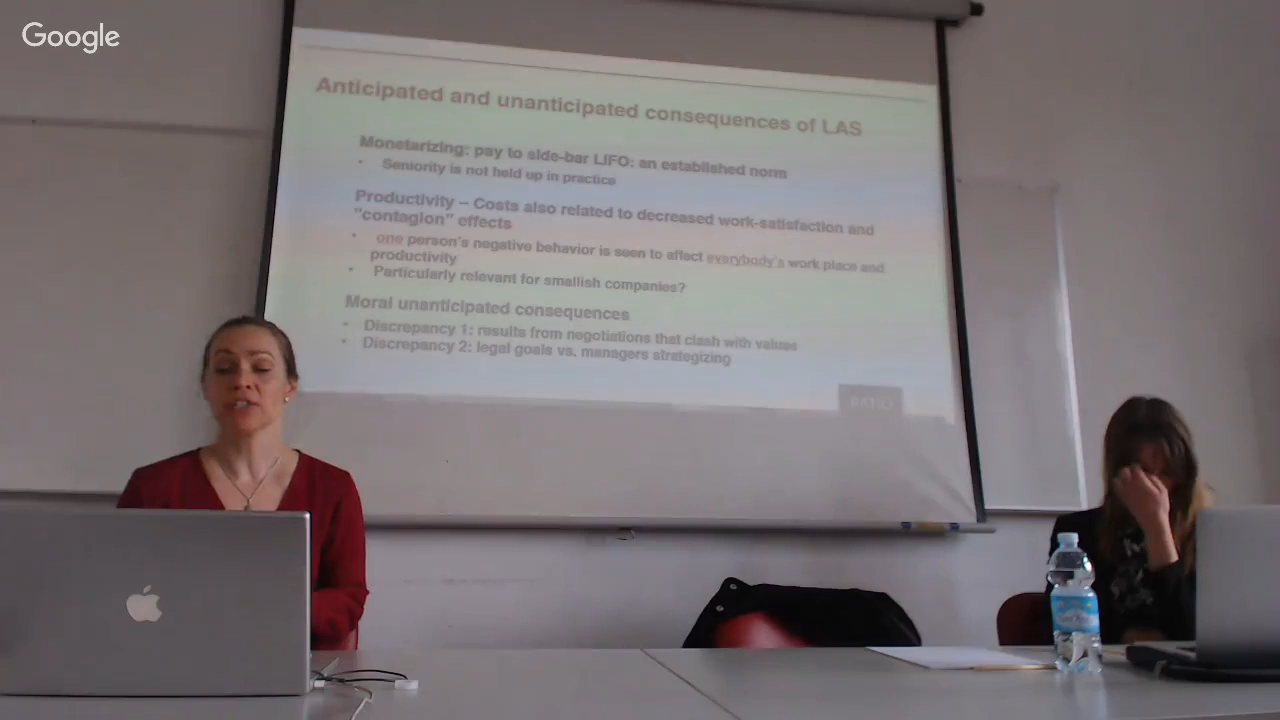 Google
Anticipated and unanticipated consequences of LAS
Monetarizing: pay to side-bar LIFO: an established norm
• Seniority is not held up in practice
Productivity – Costs also related to decreased work-satisfaction and
"contagion" effects
• one person's negative behavior is seen to affect everybody's work place and
productivity
• Particularly relevant for smallish companies?
Moral unanticipated consequences
• Discrepancy 1: results from negotiations that clash with values
• Discrepancy 2: legal goals vs. managers strategizing
RATIO